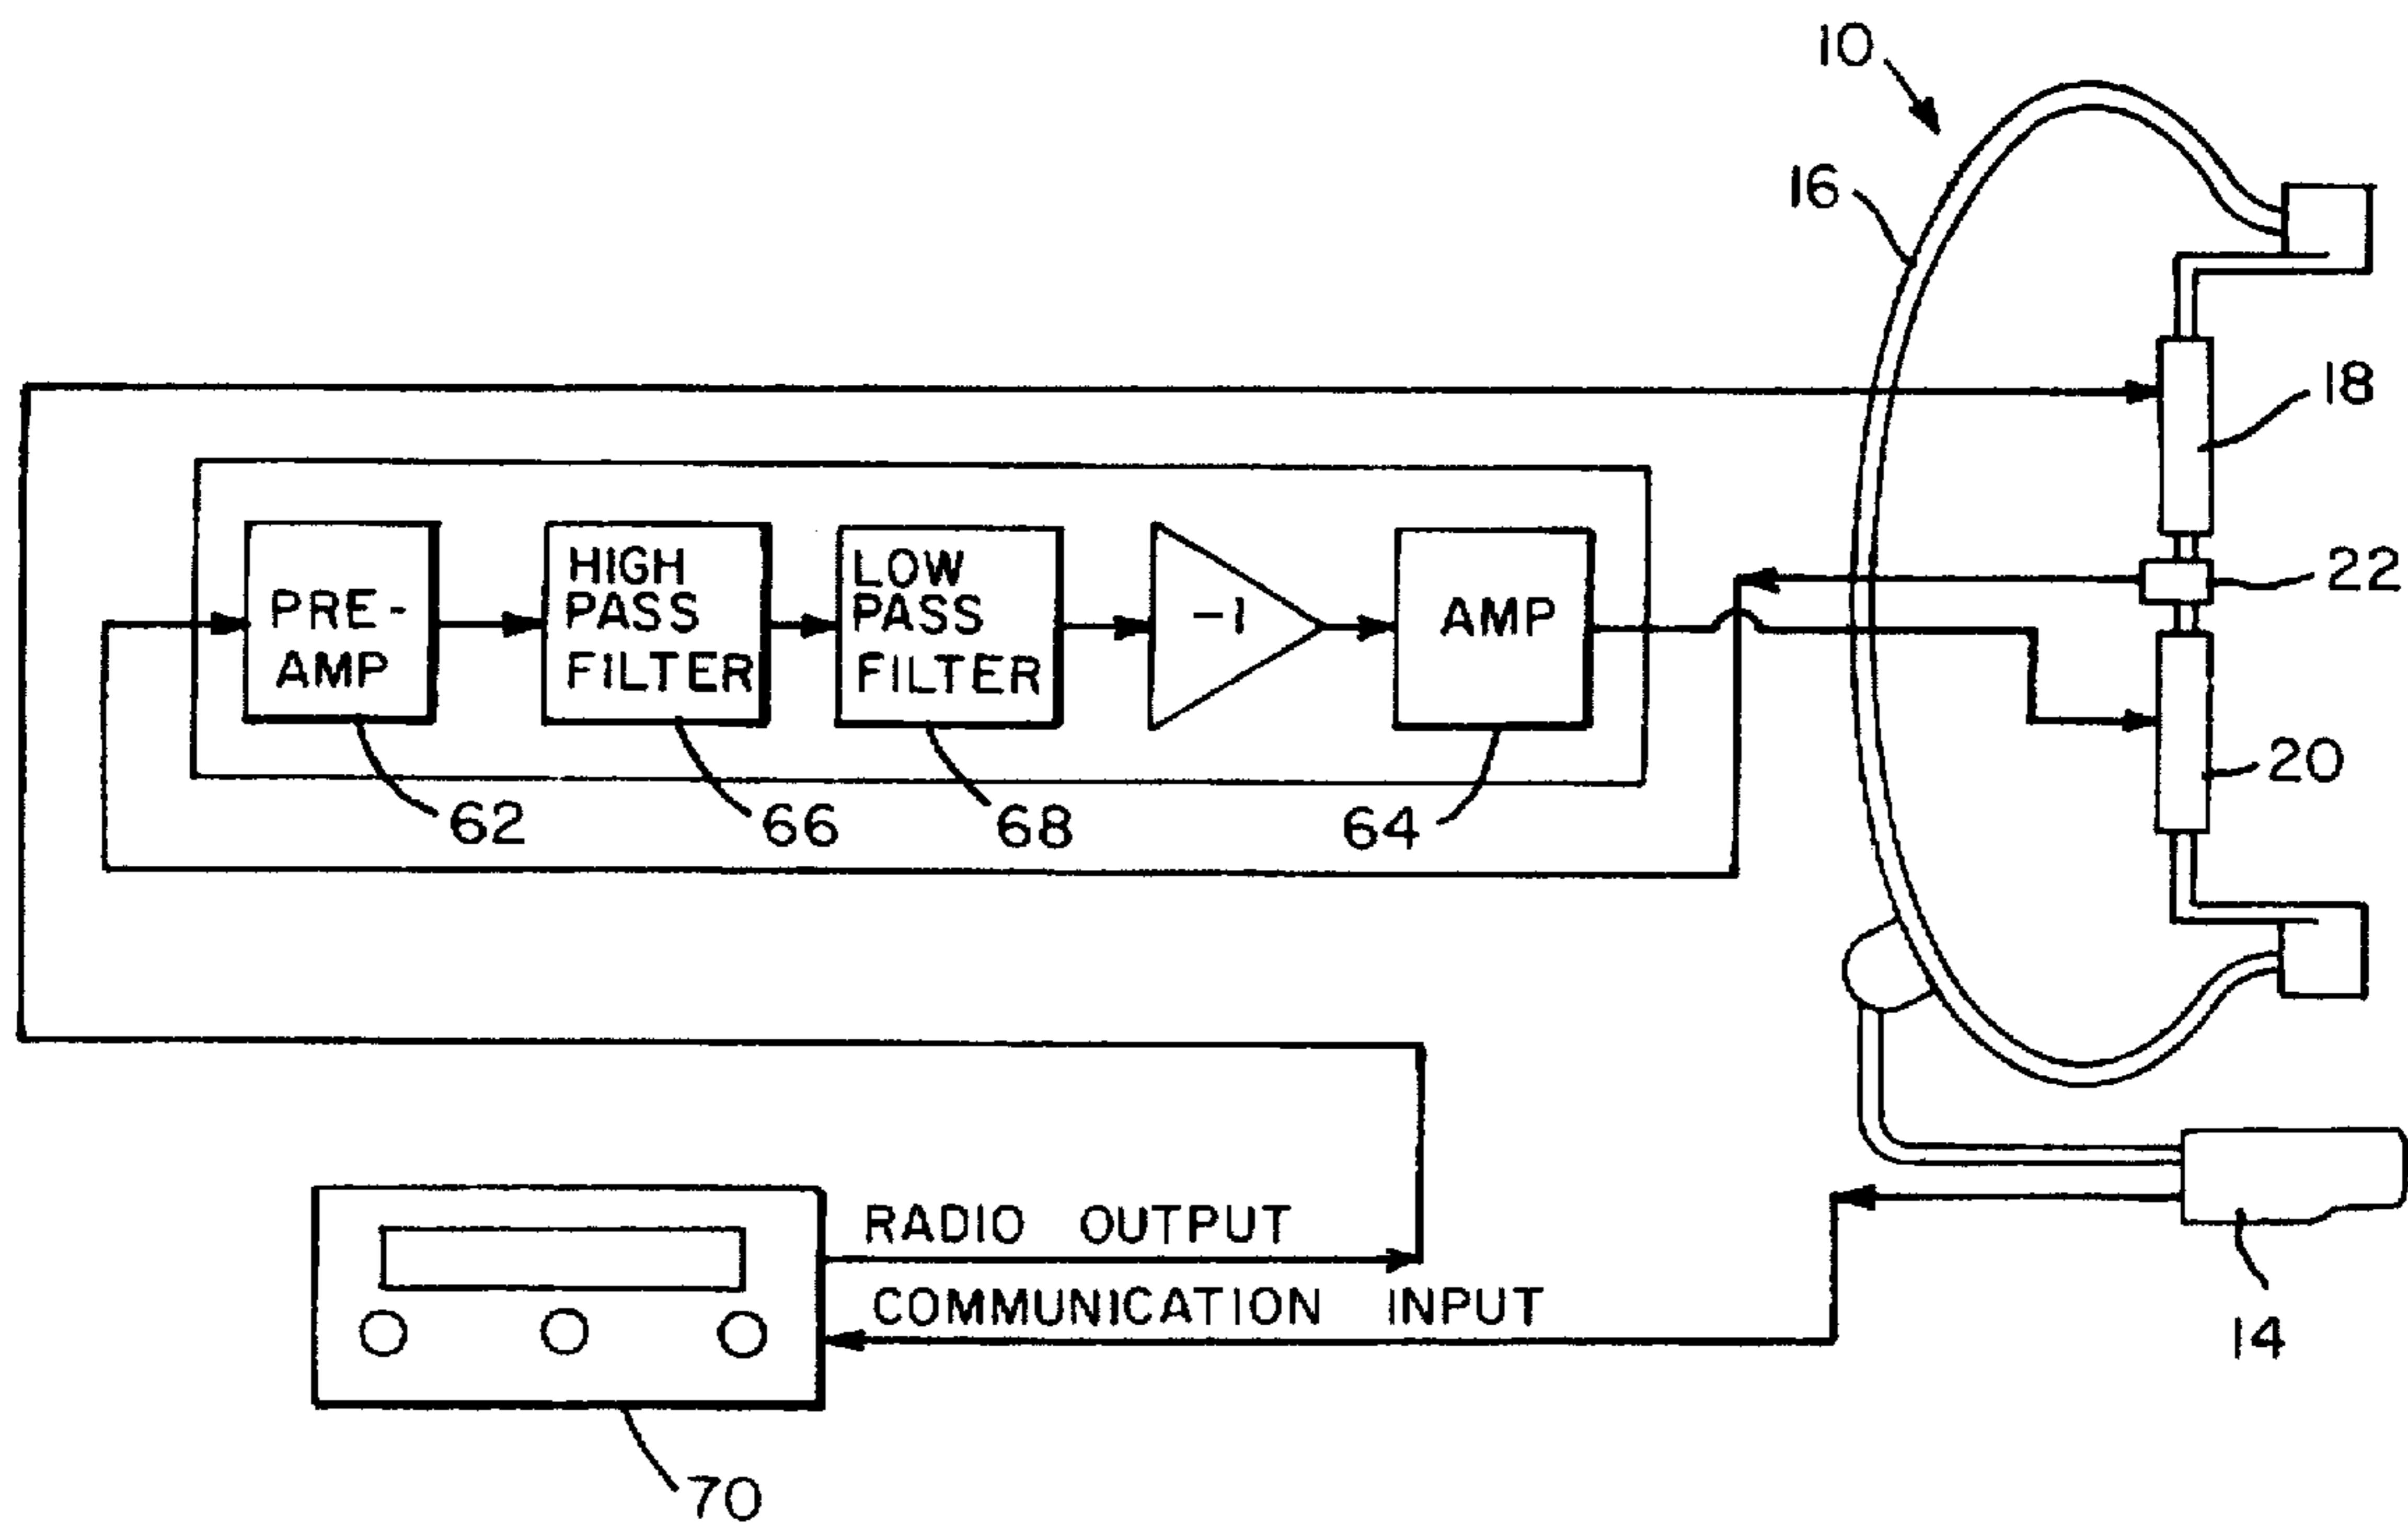 10
16
18
22
20
PRE-
AMP
HIGH
PASS
FILTER
LOW
PASS
FILTER
-1
AMP
62
66
68
64
RADIO OUTPUT
COMMUNICATION INPUT
14
70